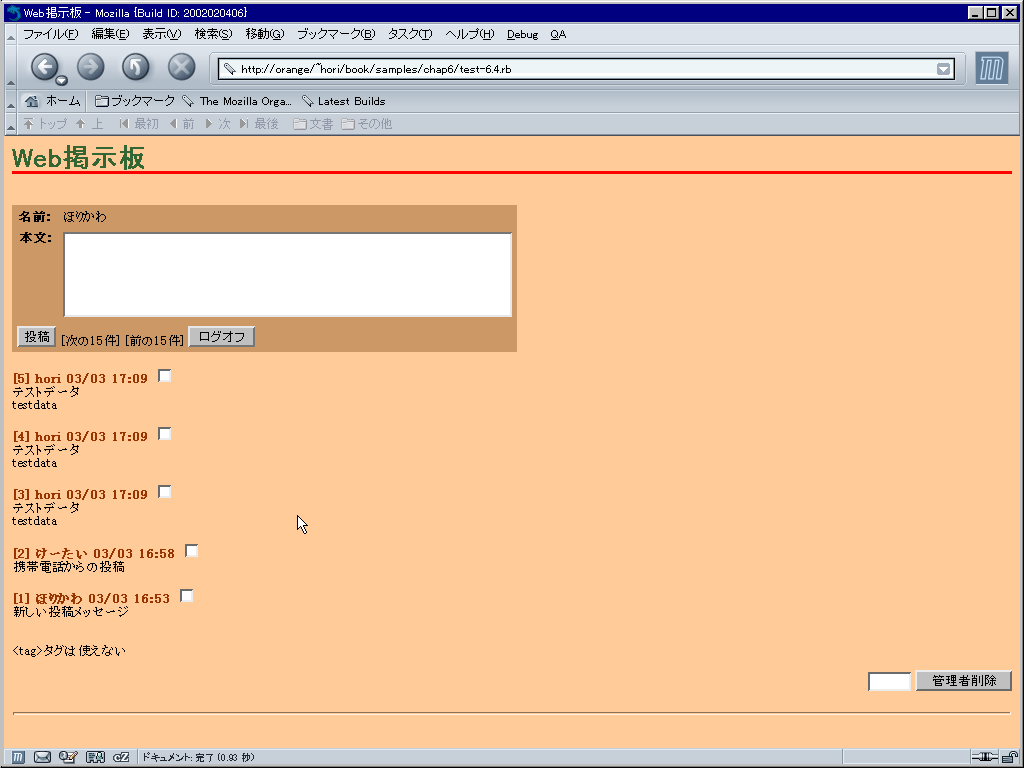 Web掲示板 - Mozilla {Build ID: 2002020406}
ファイル(F) 編集(E) 表示(V) 検索(S) 移動(G) ブックマーク(B) タスク(T) ヘルプ(H) Debug QA
http://orange/~hori/book/samples/chap6/test-6.4.rb
ホーム ブックマーク The Mozilla Orga... Latest Builds
トップ 上 最初 前 次 最後 文書 その他
Web掲示板
名前: ほりかわ
本文:
投稿 [次の15件] [前の15件] ログオフ
[5] hori 03/03 17:09
テストデータ
testdata
[4] hori 03/03 17:09
テストデータ
testdata
[3] hori 03/03 17:09
テストデータ
testdata
[2] けーたい 03/03 16:58
携帯電話からの投稿
[1] ほりかわ 03/03 16:53
新しい投稿メッセージ
<tag>タグは使えない
管理者削除
ドキュメント: 完了 (0.93 秒)